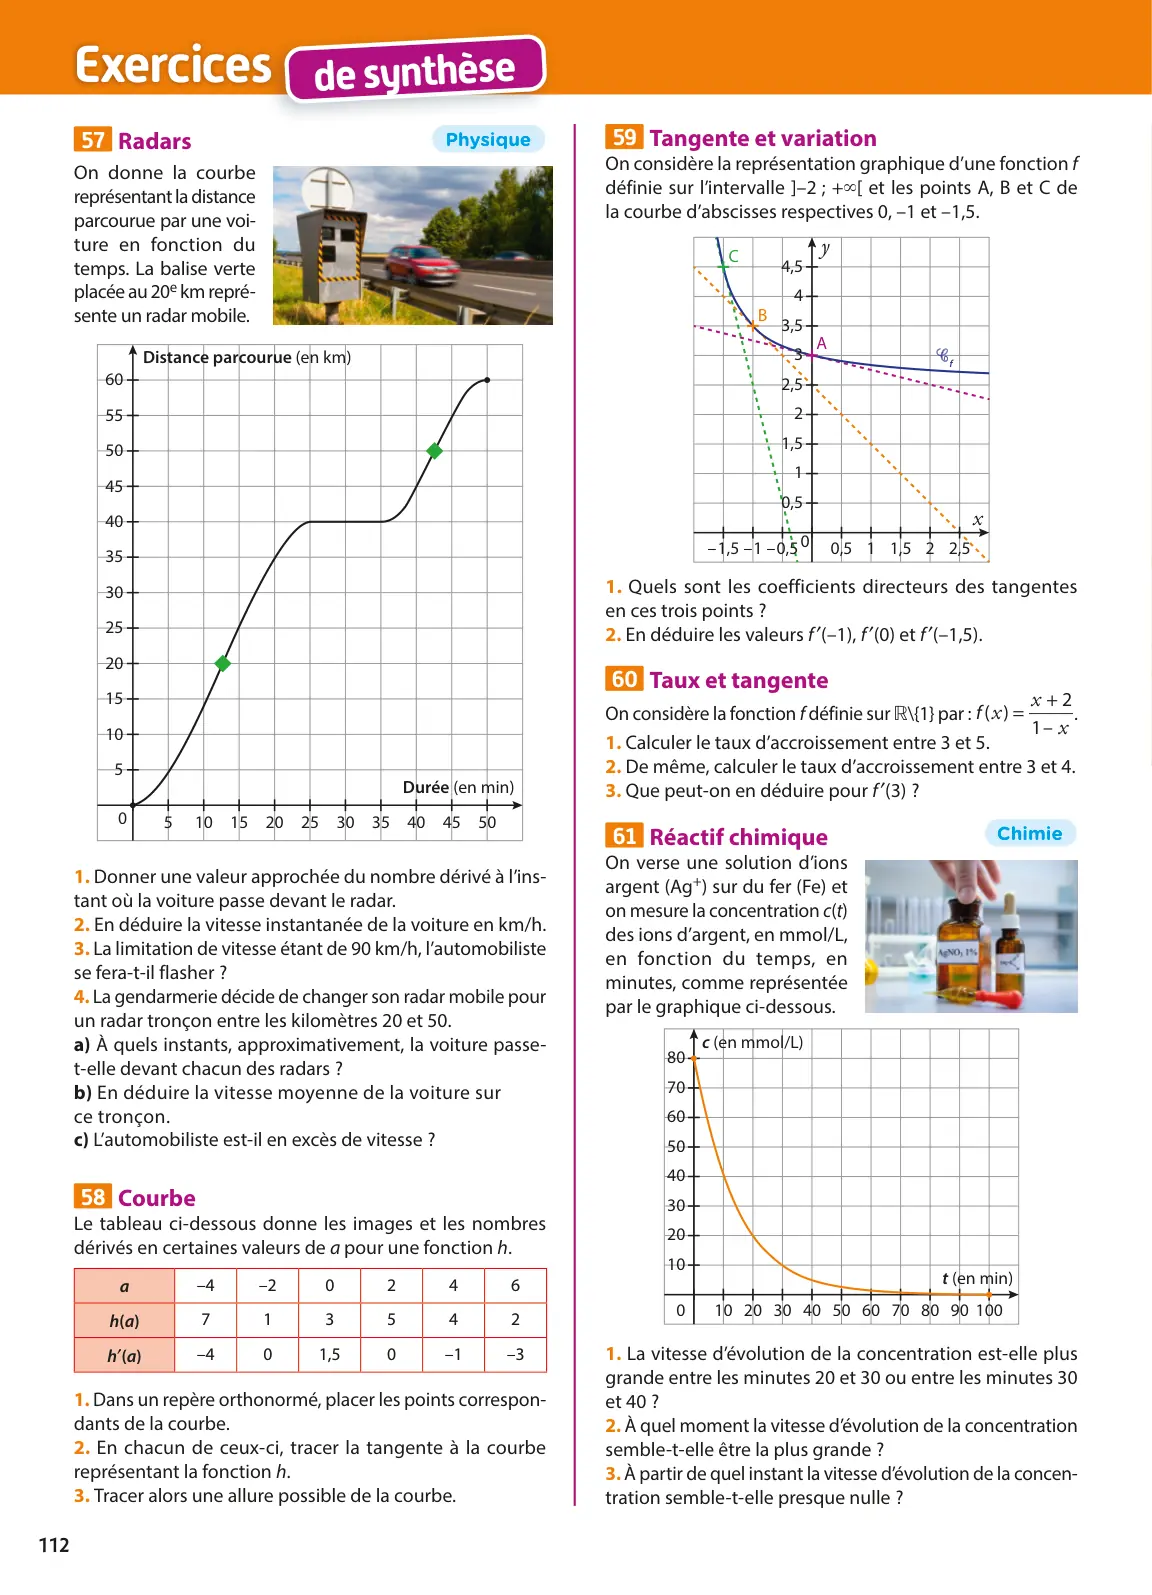 Exercices de synthèse
57 Radars
Physique
On donne la courbe
représentant la distance
parcourue par une voi-
ture en fonction du
temps. La balise verte
placée au 20e km repré-
sente un radar mobile.
Distance parcourue (en km)
60
55
50
45
40
35
30
25
20
15
10
5
Durée (en min)
0 5 10 15 20 25 30 35 40 45 50
1. Donner une valeur approchée du nombre dérivé à l'ins-
tant où la voiture passe devant le radar.
2. En déduire la vitesse instantanée de la voiture en km/h.
3. La limitation de vitesse étant de 90 km/h, l'automobiliste
se fera-t-il flasher ?
4. La gendarmerie décide de changer son radar mobile pour
un radar tronçon entre les kilomètres 20 et 50.
a) À quels instants, approximativement, la voiture passe-
t-elle devant chacun des radars ?
b) En déduire la vitesse moyenne de la voiture sur
ce tronçon.
c) L'automobiliste est-il en excès de vitesse ?
58 Courbe
Le tableau ci-dessous donne les images et les nombres
dérivés en certaines valeurs de a pour une fonction h.
a –4 –2 0 2 4 6
h(a) 7 1 3 5 4 2
h′(a) –4 0 1,5 0 –1 –3
1. Dans un repère orthonormé, placer les points correspon-
dants de la courbe.
2. En chacun de ceux-ci, tracer la tangente à la courbe
représentant la fonction h.
3. Tracer alors une allure possible de la courbe.
112
59 Tangente et variation
On considère la représentation graphique d'une fonction f
définie sur l'intervalle ]–2 ; +∞[ et les points A, B et C de
la courbe d'abscisses respectives 0, –1 et –1,5.
y
C
4,5
4
B
3,5
A
3
𝒞f
2,5
2
1,5
1
0,5
x
–1,5 –1 –0,5 0 0,5 1 1,5 2 2,5
1. Quels sont les coefficients directeurs des tangentes
en ces trois points ?
2. En déduire les valeurs f′(–1), f′(0) et f′(–1,5).
60 Taux et tangente
On considère la fonction f définie sur ℝ\{1} par : f(x) = x + 2 / 1 – x.
1. Calculer le taux d'accroissement entre 3 et 5.
2. De même, calculer le taux d'accroissement entre 3 et 4.
3. Que peut-on en déduire pour f′(3) ?
61 Réactif chimique
Chimie
On verse une solution d'ions
argent (Ag+) sur du fer (Fe) et
on mesure la concentration c(t)
des ions d'argent, en mmol/L,
en fonction du temps, en
minutes, comme représentée
par le graphique ci-dessous.
AgNO3 1%
c (en mmol/L)
80
70
60
50
40
30
20
10
t (en min)
0 10 20 30 40 50 60 70 80 90 100
1. La vitesse d'évolution de la concentration est-elle plus
grande entre les minutes 20 et 30 ou entre les minutes 30
et 40 ?
2. À quel moment la vitesse d'évolution de la concentration
semble-t-elle être la plus grande ?
3. À partir de quel instant la vitesse d'évolution de la concen-
tration semble-t-elle presque nulle ?